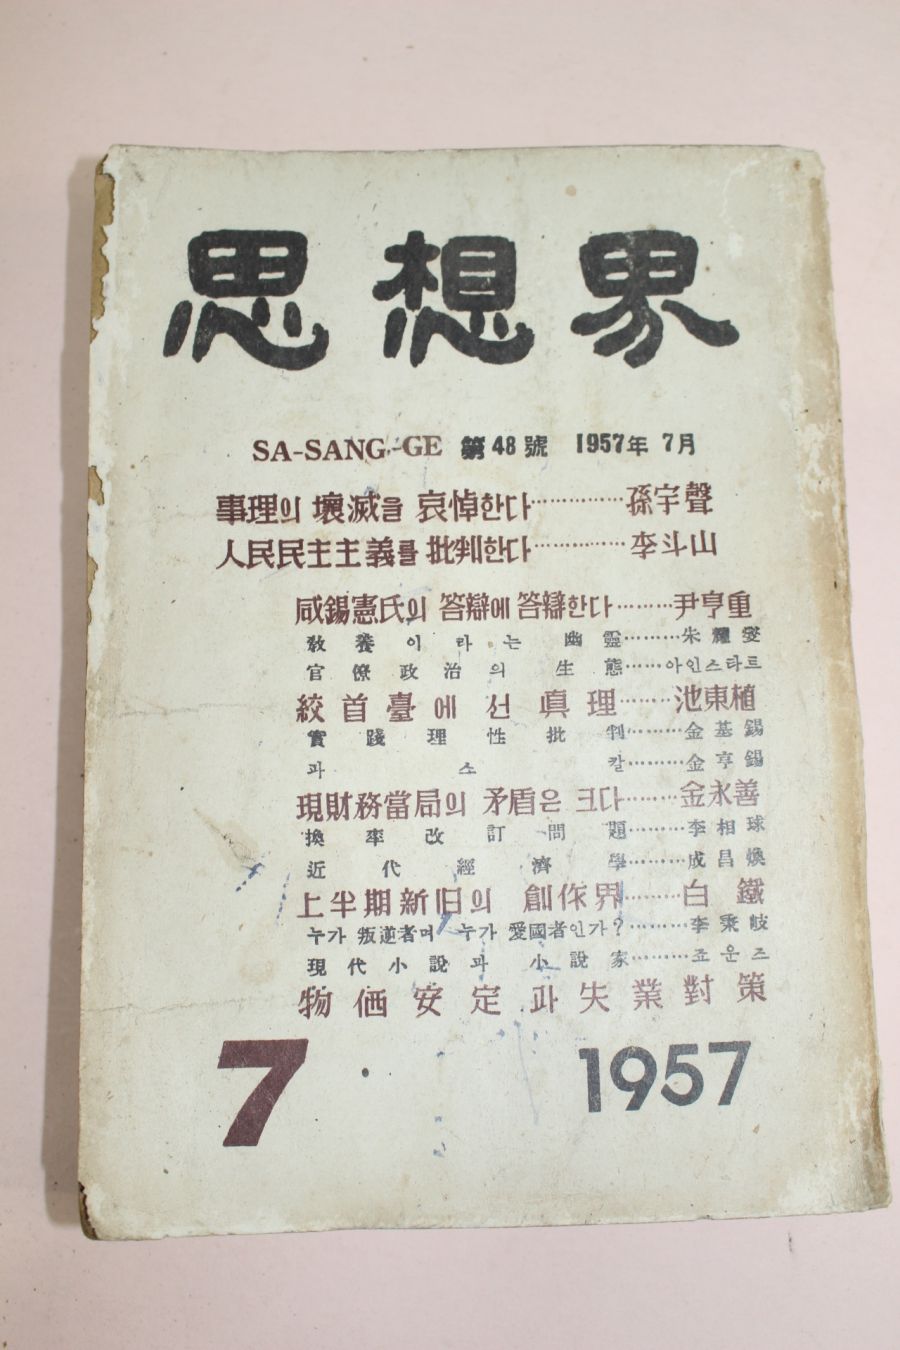 思想界
SA-SANG-GE 第48號 1957年 7月
事理의 壞滅을 哀悼한다……………孫宇聲
人民民主主義를 批判한다……………李斗山
咸錫憲氏의 答辯에 答辯한다………尹亨重
敎養이라는 幽靈………朱耀燮
官僚政治의 生態……아인스타트
絞首臺에 선 眞理………池東植
實踐理性批判………金基錫
파스칼………金亨錫
現財務當局의 矛盾은 크다………金永善
換率改訂問題………李相球
近代經濟學………成昌煥
上半期新旧의 創作界………白鐵
누가 叛逆者며 누가 愛國者인가?………李秉岐
現代小說과 小說家………죠운즈
物価安定과 失業對策
7 1957